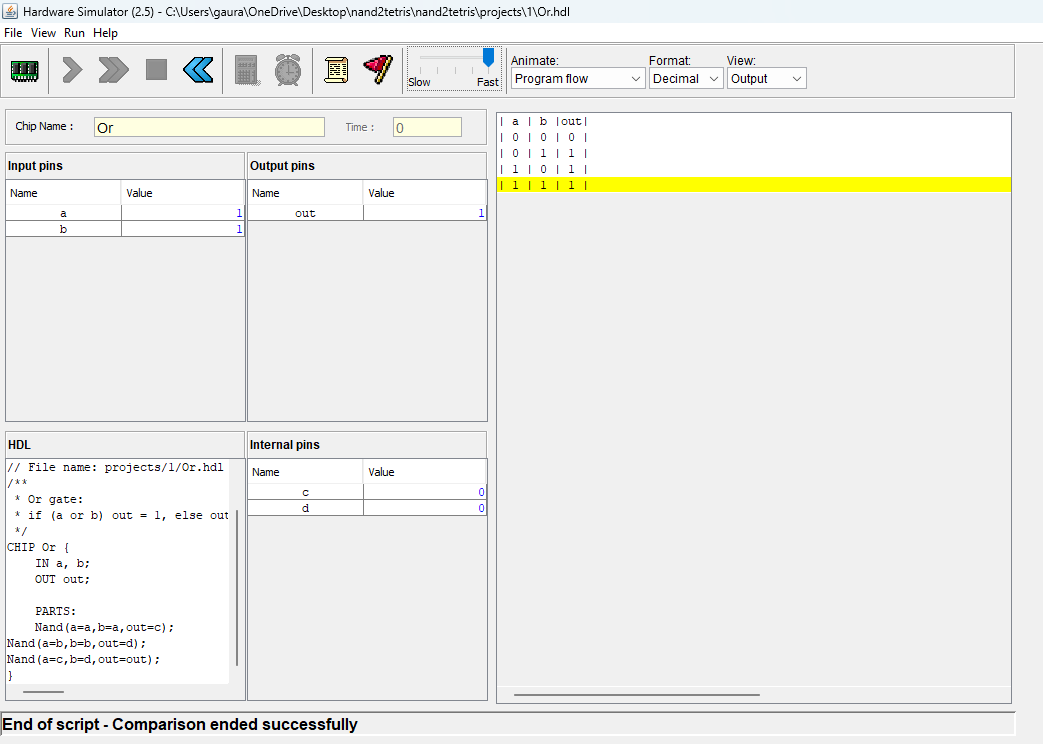 Hardware Simulator (2.5) - C:\Users\gaura\OneDrive\Desktop\nand2tetris\nand2tetris\projects\1\Or.hdl
File View Run Help
Slow Fast
Animate: Format: View:
Program flow Decimal Output
Chip Name : Or Time : 0
Input pins
Name Value
a 1
b 1
Output pins
Name Value
out 1
HDL
// File name: projects/1/Or.hdl
/**
 * Or gate:
 * if (a or b) out = 1, else out
 */
CHIP Or {
    IN a, b;
    OUT out;
    PARTS:
    Nand(a=a,b=a,out=c);
Nand(a=b,b=b,out=d);
Nand(a=c,b=d,out=out);
}
Internal pins
Name Value
c 0
d 0
| a | b |out|
| 0 | 0 | 0 |
| 0 | 1 | 1 |
| 1 | 0 | 1 |
| 1 | 1 | 1 |
End of script - Comparison ended successfully